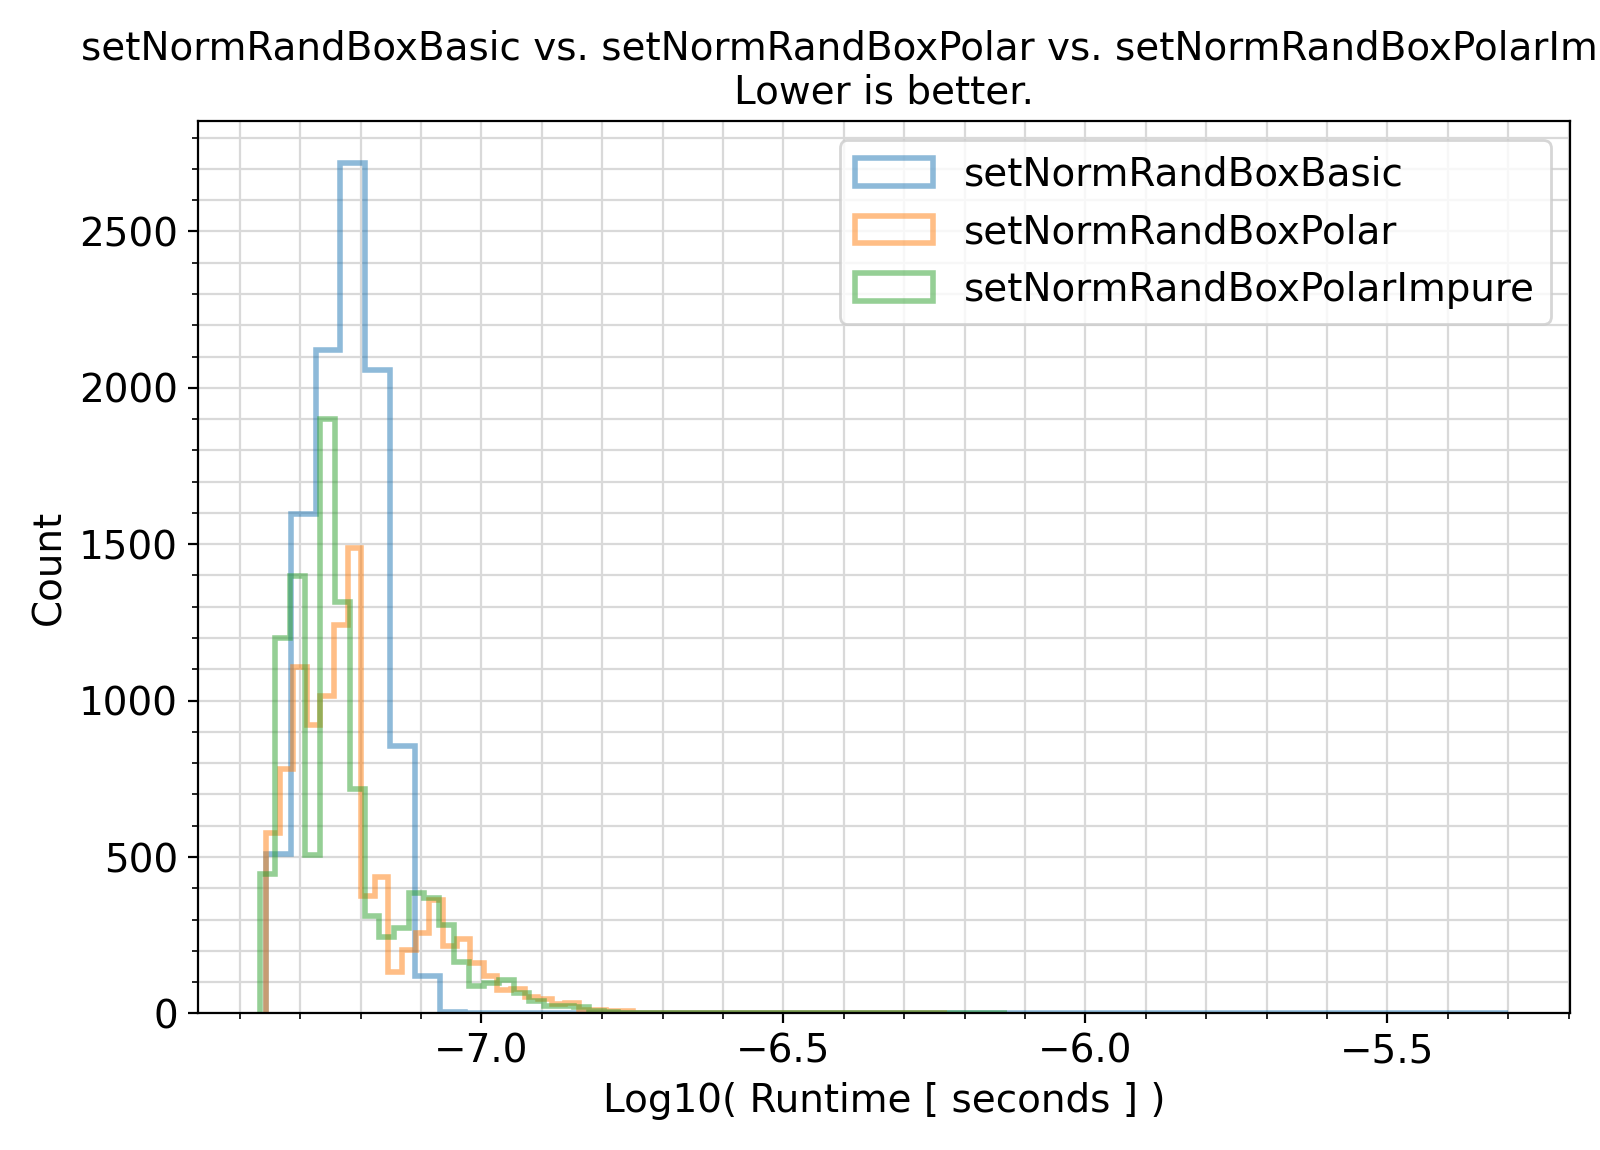 setNormRandBoxBasic vs. setNormRandBoxPolar vs. setNormRandBoxPolarIm
Lower is better.
setNormRandBoxBasic
setNormRandBoxPolar
setNormRandBoxPolarImpure
2500
2000
1500
1000
500
0
Count
−7.0 −6.5 −6.0 −5.5
Log10( Runtime [ seconds ] )